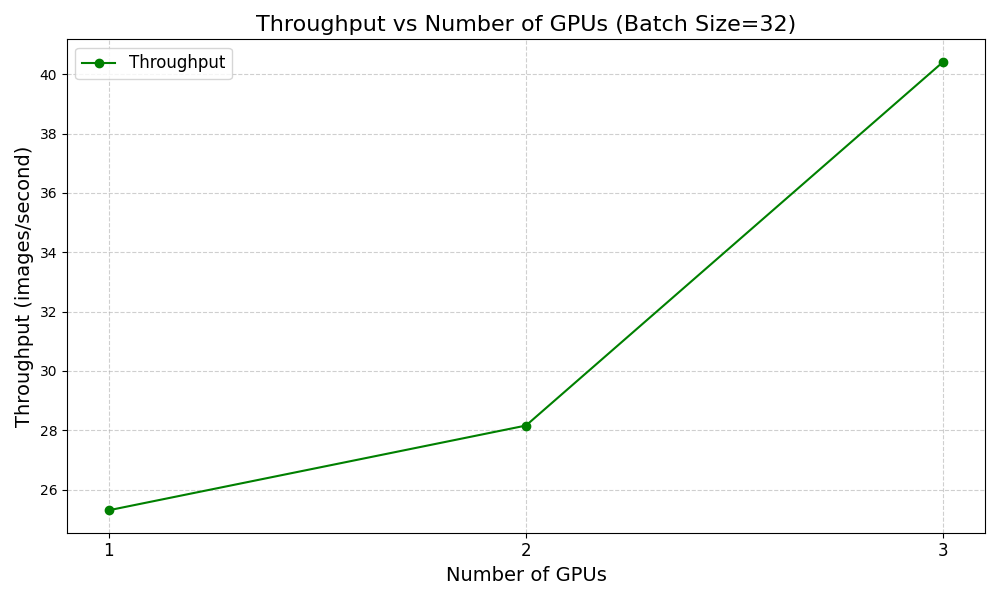 Throughput vs Number of GPUs (Batch Size=32)
Throughput
Throughput (images/second)
40
38
36
34
32
30
28
26
1 2 3
Number of GPUs